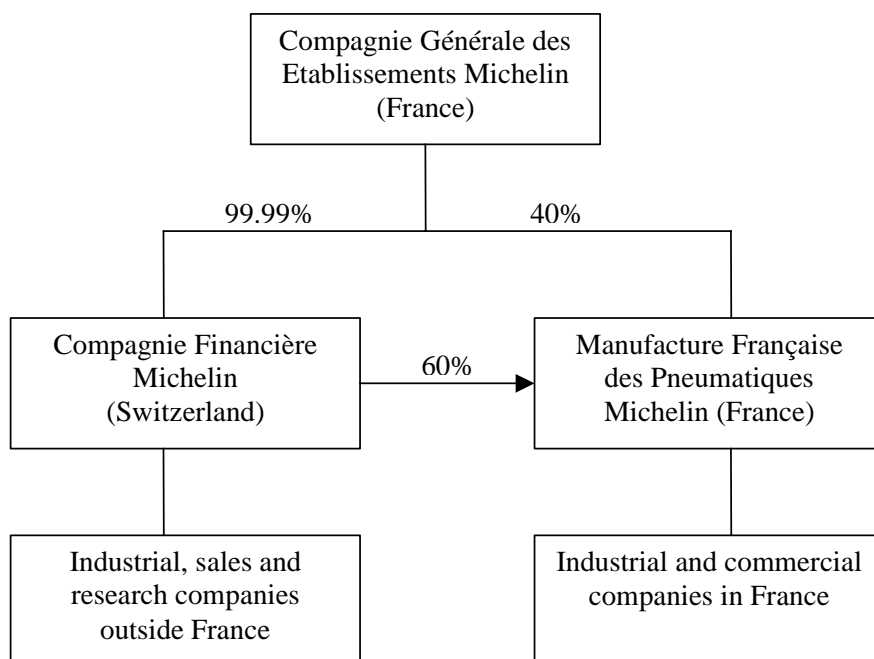 Compagnie Générale des
Etablissements Michelin
(France)
99.99%
40%
Compagnie Financière
Michelin
(Switzerland)
60%
Manufacture Française
des Pneumatiques
Michelin (France)
Industrial, sales and
research companies
outside France
Industrial and commercial
companies in France